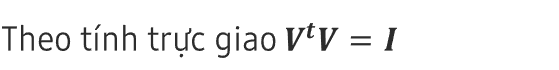 Theo tính trực giao VᵗV = I